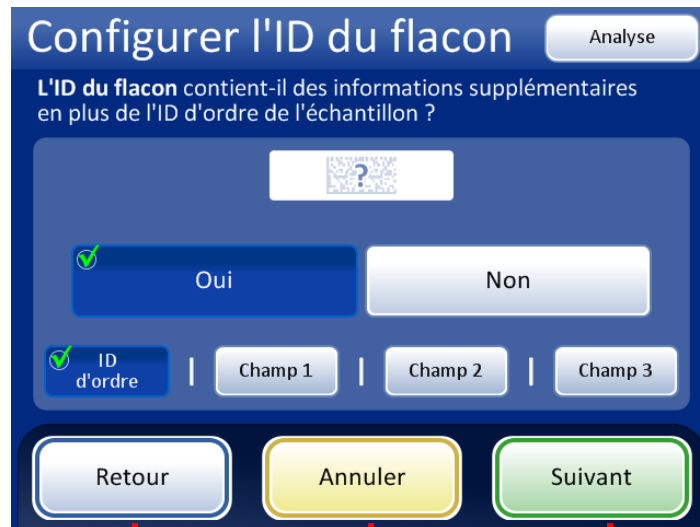 Configurer l'ID du flacon
Analyse
L'ID du flacon contient-il des informations supplémentaires
en plus de l'ID d'ordre de l'échantillon ?
?
Oui
Non
ID
d'ordre
|
Champ 1
|
Champ 2
|
Champ 3
Retour
Annuler
Suivant